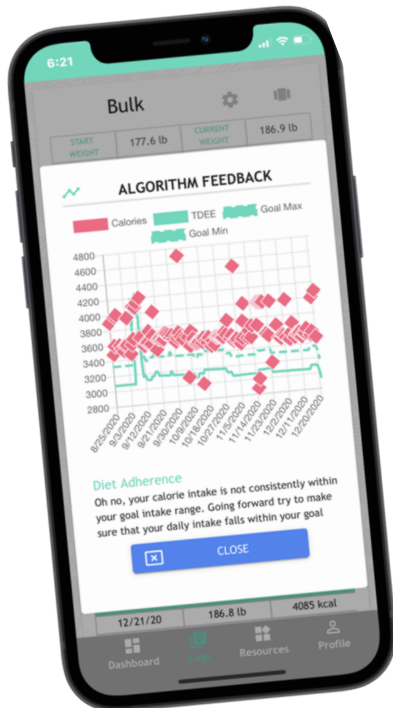 6:21
Bulk
START WEIGHT 177.6 lb CURRENT WEIGHT 186.9 lb
ALGORITHM FEEDBACK
Calories TDEE Goal Max
Goal Min
4800
4600
4400
4200
4000
3800
3600
3400
3200
3000
2800
8/25/2020 9/3/2020 9/12/2020 9/21/2020 9/30/2020 10/9/2020 10/18/2020 10/27/2020 11/5/2020 11/14/2020 11/23/2020 12/2/2020 12/11/2020 12/20/2020
Diet Adherence
Oh no, your calorie intake is not consistently within
your goal intake range. Going forward try to make
sure that your daily intake falls within your goal
CLOSE
12/21/20 186.8 lb 4085 kcal
Dashboard Logs Resources Profile